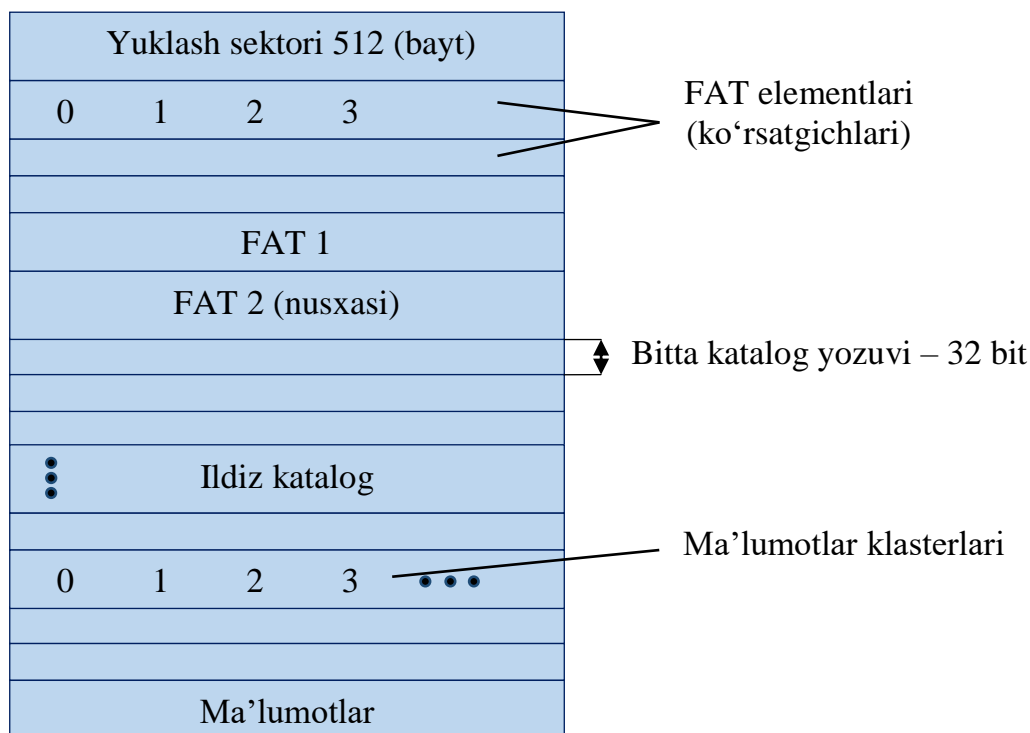 Yuklash sektori 512 (bayt)
0 1 2 3
FAT elementlari
(ko‘rsatgichlari)
FAT 1
FAT 2 (nusxasi)
Bitta katalog yozuvi – 32 bit
Ildiz katalog
Ma’lumotlar klasterlari
0 1 2 3
Ma’lumotlar